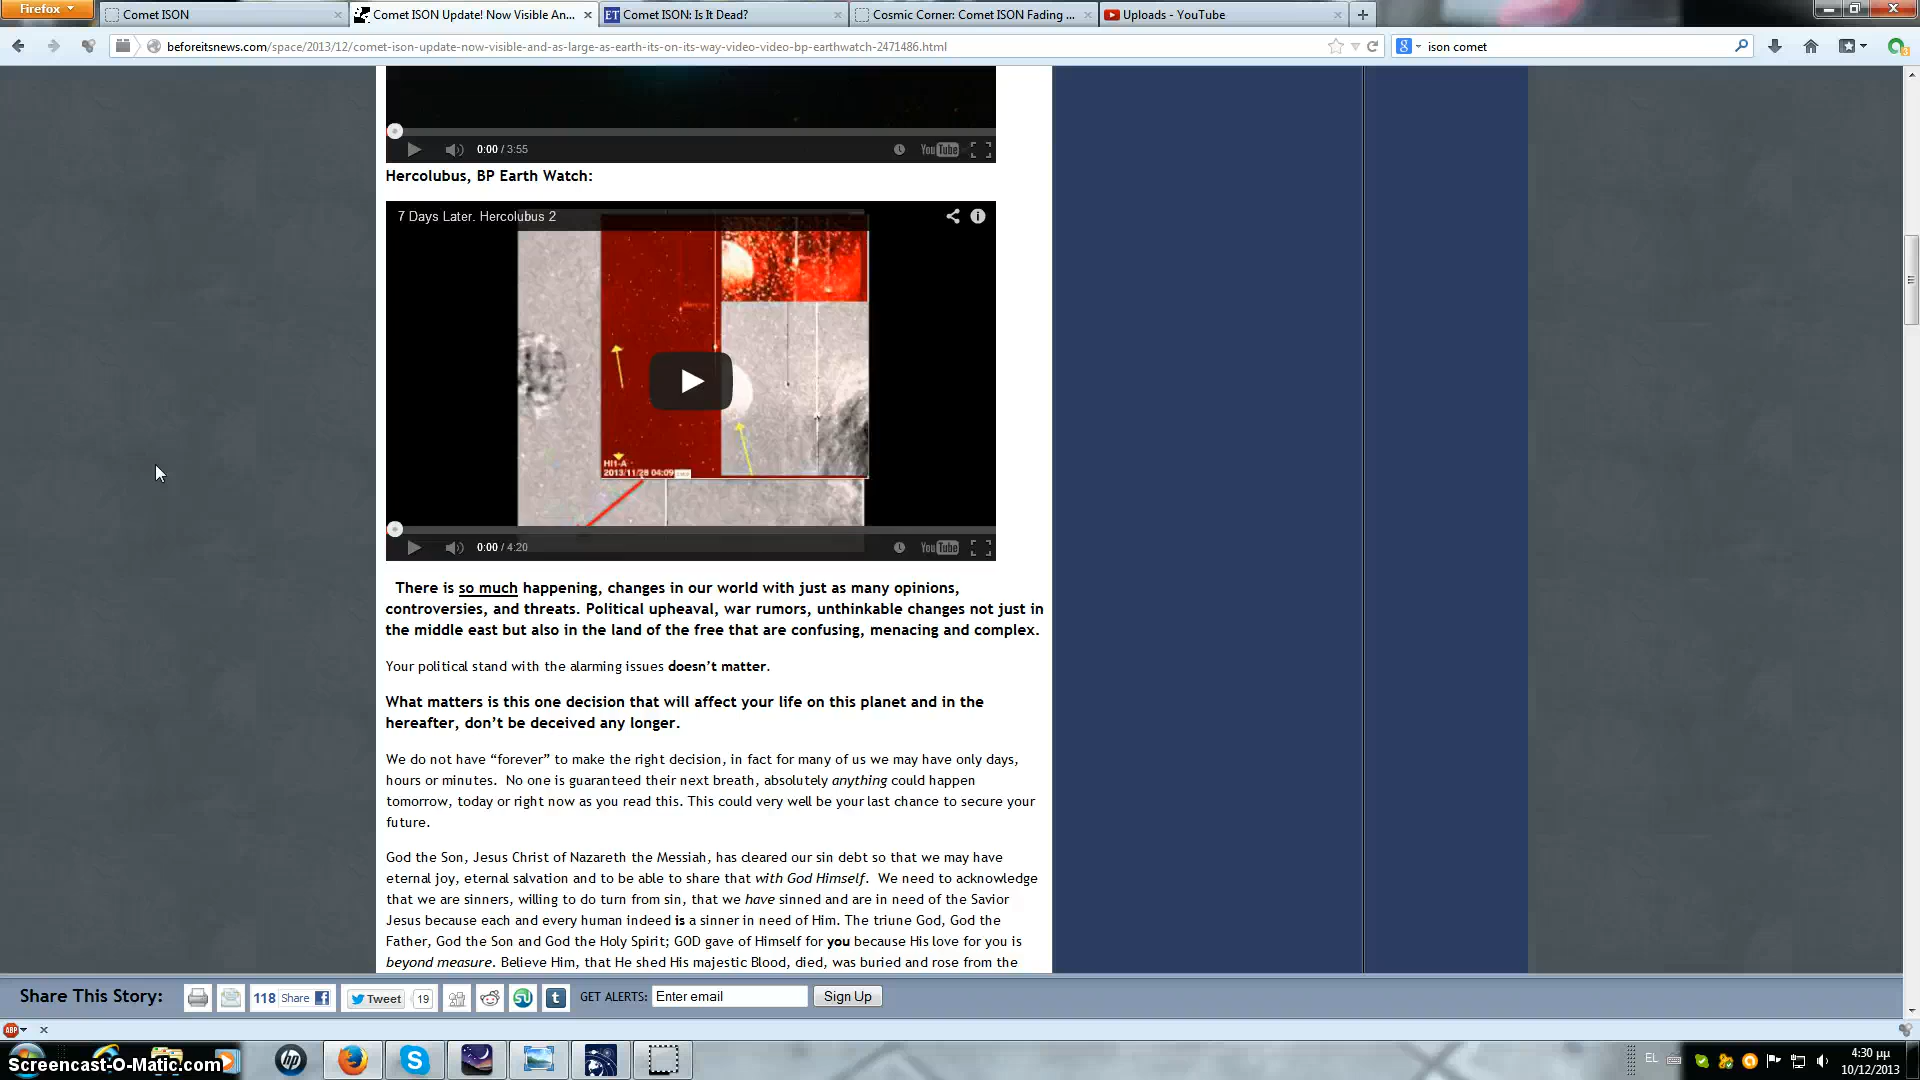 Firefox
Comet ISON
Comet ISON Update! Now Visible An...
ET Comet ISON: Is It Dead?
Cosmic Corner: Comet ISON Fading ...
Uploads - YouTube
beforeitsnews.com/space/2013/12/comet-ison-update-now-visible-and-as-large-as-earth-its-on-its-way-video-video-bp-earthwatch-2471486.html
ison comet
0:00 / 3:55
YouTube
Hercolubus, BP Earth Watch:
7 Days Later. Hercolubus 2
HI1-A
2013/11/28 04:09
0:00 / 4:20
YouTube
There is so much happening, changes in our world with just as many opinions,
controversies, and threats. Political upheaval, war rumors, unthinkable changes not just in
the middle east but also in the land of the free that are confusing, menacing and complex.
Your political stand with the alarming issues doesn't matter.
What matters is this one decision that will affect your life on this planet and in the
hereafter, don't be deceived any longer.
We do not have “forever” to make the right decision, in fact for many of us we may have only days,
hours or minutes. No one is guaranteed their next breath, absolutely anything could happen
tomorrow, today or right now as you read this. This could very well be your last chance to secure your
future.
God the Son, Jesus Christ of Nazareth the Messiah, has cleared our sin debt so that we may have
eternal joy, eternal salvation and to be able to share that with God Himself. We need to acknowledge
that we are sinners, willing to do turn from sin, that we have sinned and are in need of the Savior
Jesus because each and every human indeed is a sinner in need of Him. The triune God, God the
Father, God the Son and God the Holy Spirit; GOD gave of Himself for you because His love for you is
beyond measure. Believe Him, that He shed His majestic Blood, died, was buried and rose from the
Share This Story:
118 Share
Tweet 19
GET ALERTS: Enter email Sign Up
ABP
Screencast-O-Matic.com
EL
4:30 μμ
10/12/2013